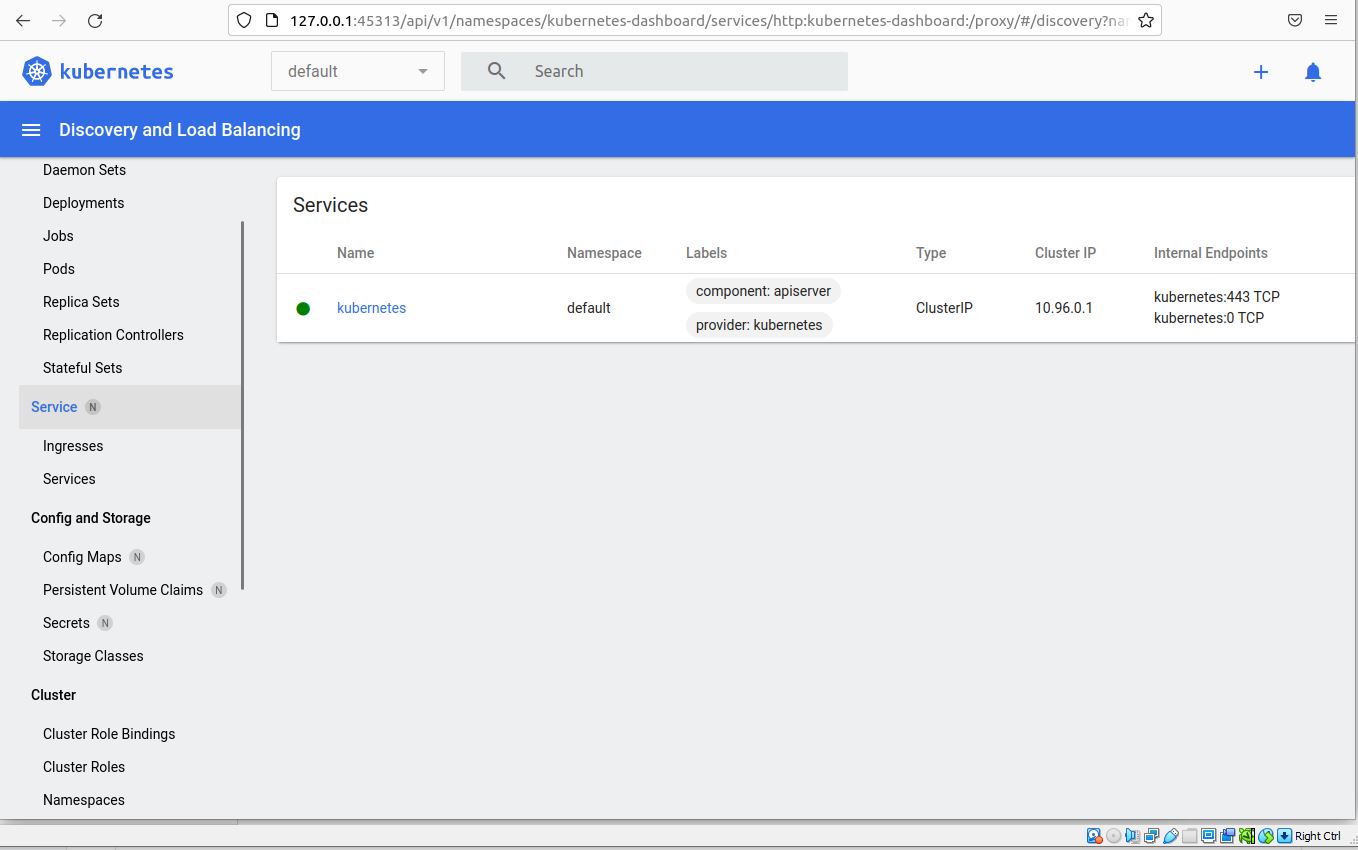 127.0.0.1:45313/api/v1/namespaces/kubernetes-dashboard/services/http:kubernetes-dashboard:/proxy/#/discovery?nar
kubernetes
default
Search
Discovery and Load Balancing
Daemon Sets
Deployments
Jobs
Pods
Replica Sets
Replication Controllers
Stateful Sets
Service N
Ingresses
Services
Config and Storage
Config Maps N
Persistent Volume Claims N
Secrets N
Storage Classes
Cluster
Cluster Role Bindings
Cluster Roles
Namespaces
Services
Name Namespace Labels Type Cluster IP Internal Endpoints
kubernetes default component: apiserver ClusterIP 10.96.0.1 kubernetes:443 TCP
provider: kubernetes kubernetes:0 TCP
Right Ctrl